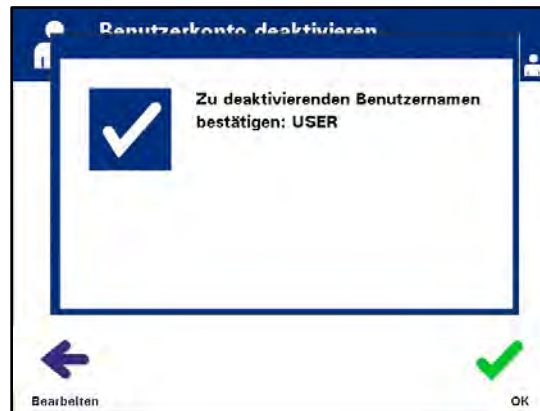 Benutzerkonto deaktivieren
Zu deaktivierenden Benutzernamen
bestätigen: USER
Bearbeiten
OK